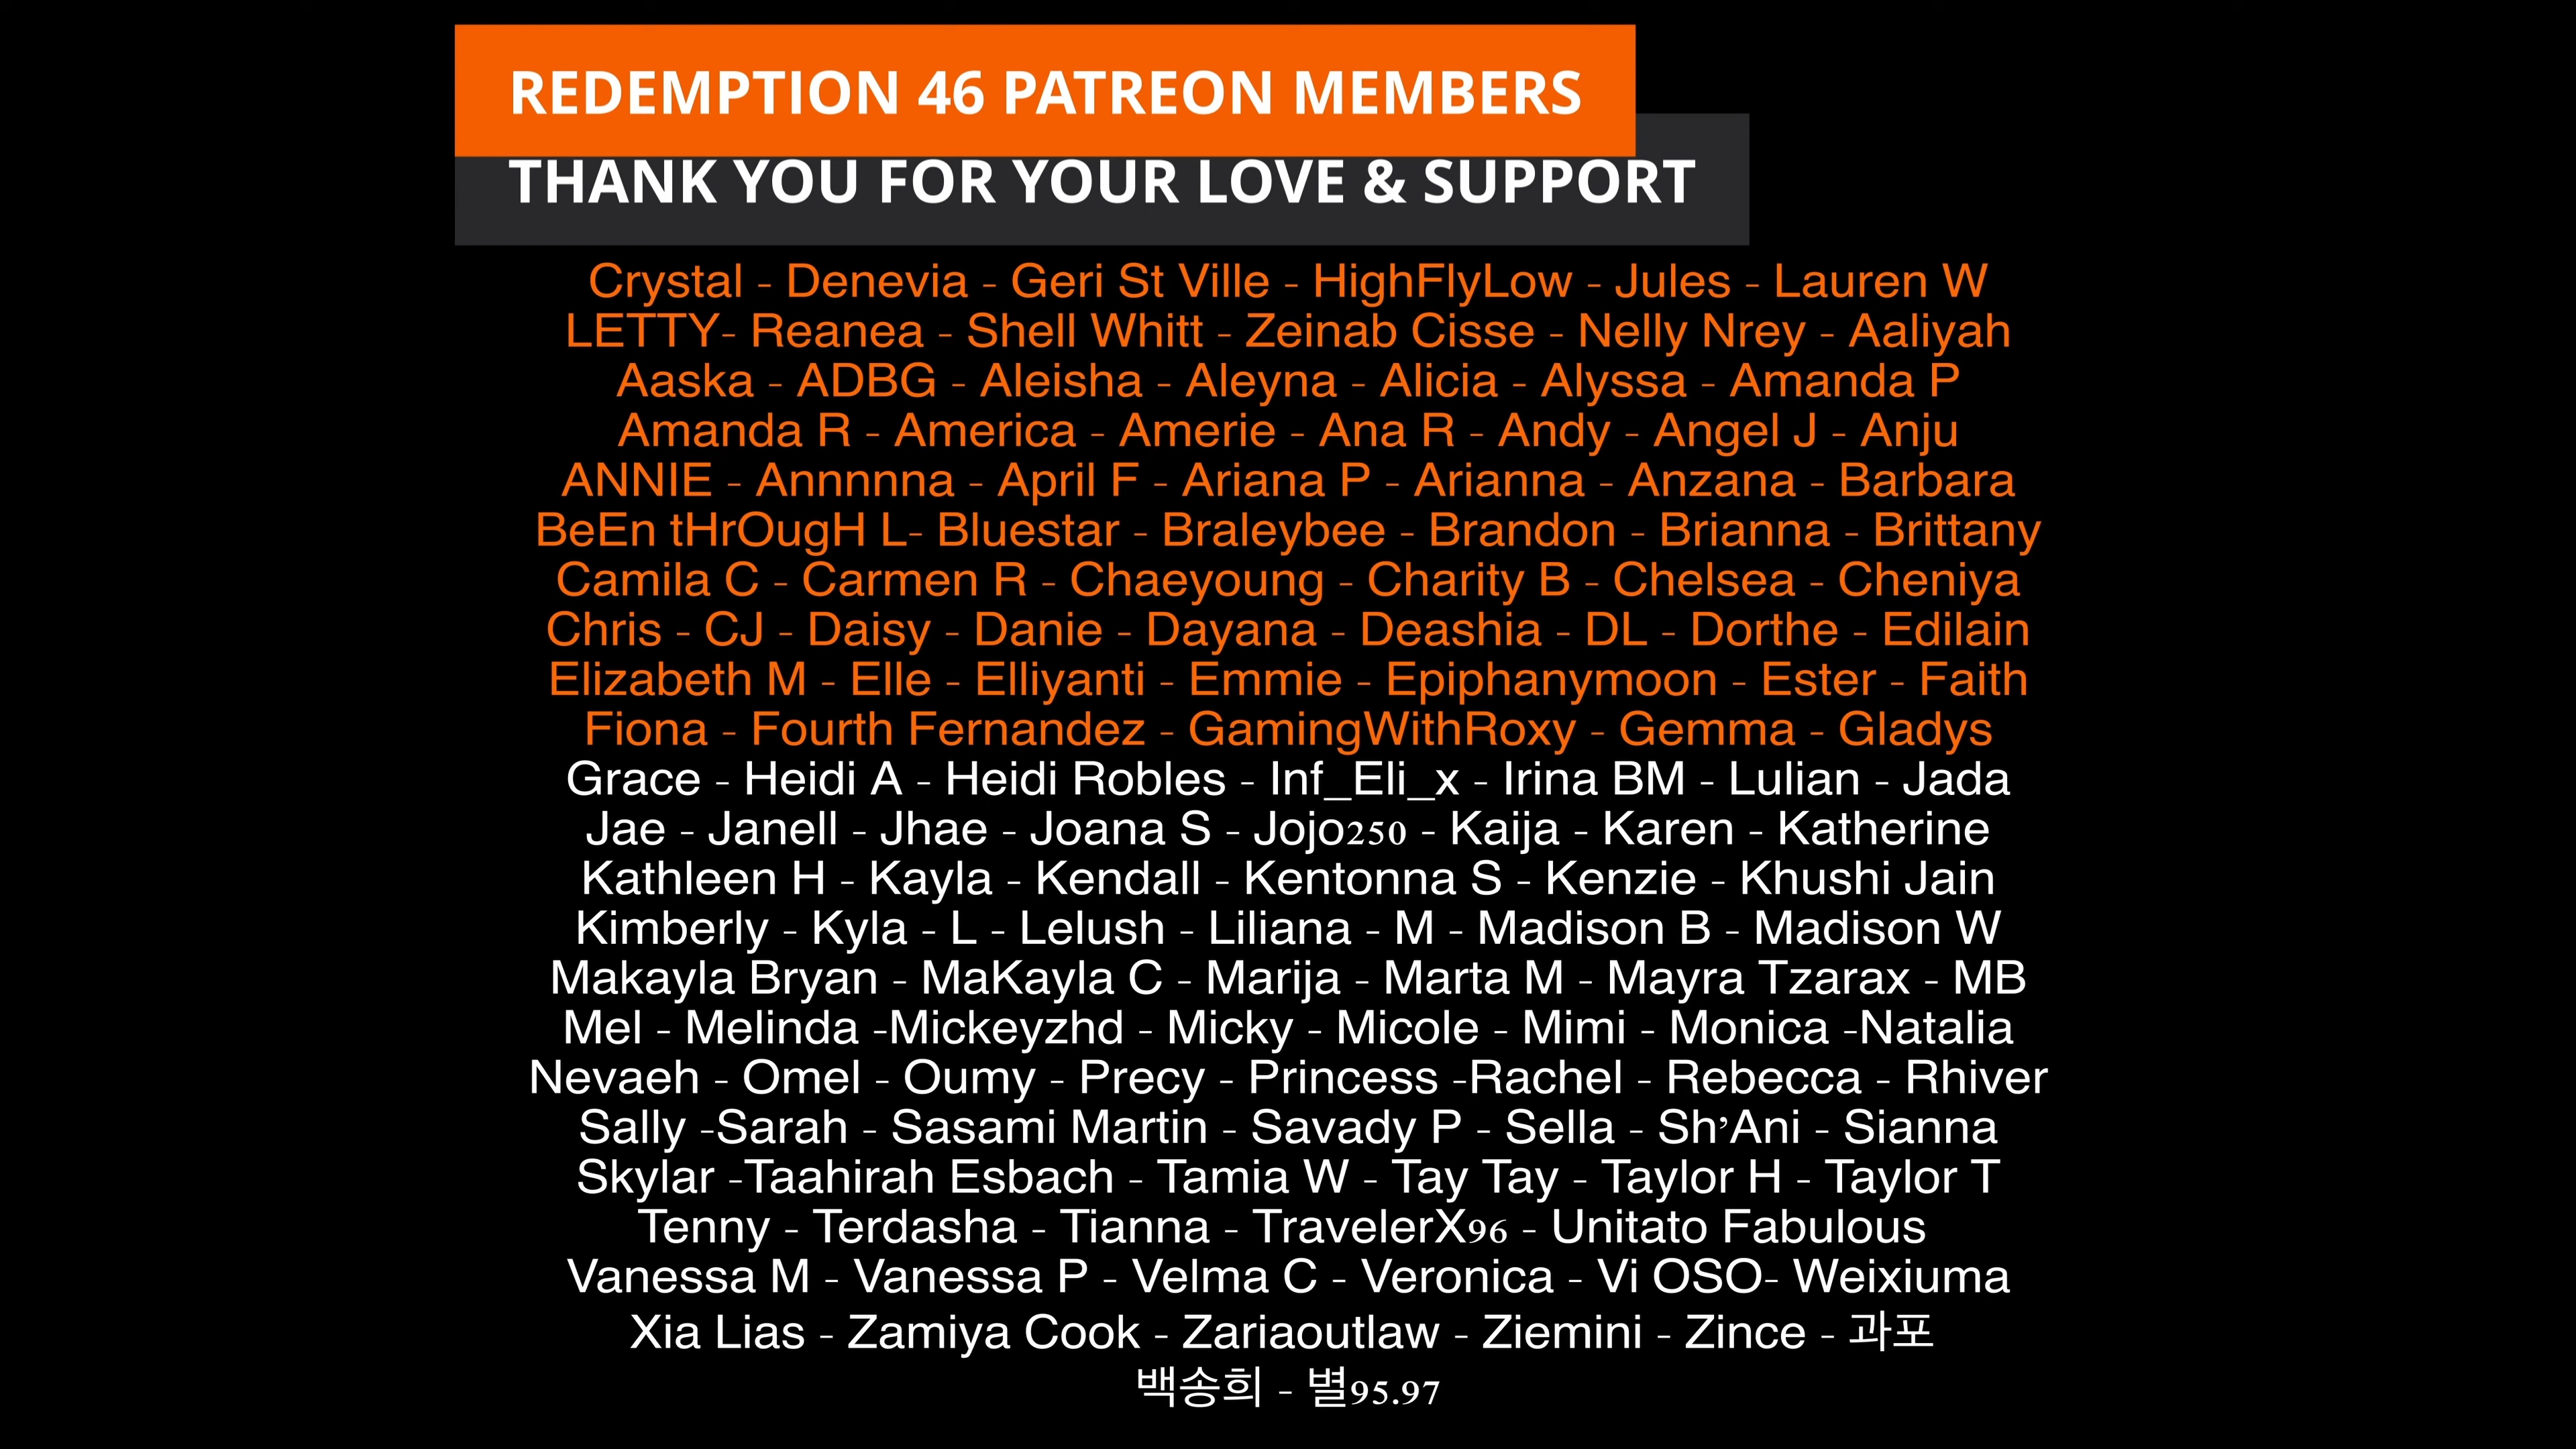 REDEMPTION 46 PATREON MEMBERS
THANK YOU FOR YOUR LOVE & SUPPORT
Crystal - Denevia - Geri St Ville - HighFlyLow - Jules - Lauren W
LETTY- Reanea - Shell Whitt - Zeinab Cisse - Nelly Nrey - Aaliyah
Aaska - ADBG - Aleisha - Aleyna - Alicia - Alyssa - Amanda P
Amanda R - America - Amerie - Ana R - Andy - Angel J - Anju
ANNIE - Annnnna - April F - Ariana P - Arianna - Anzana - Barbara
BeEn tHrOugH L- Bluestar - Braleybee - Brandon - Brianna - Brittany
Camila C - Carmen R - Chaeyoung - Charity B - Chelsea - Cheniya
Chris - CJ - Daisy - Danie - Dayana - Deashia - DL - Dorthe - Edilain
Elizabeth M - Elle - Elliyanti - Emmie - Epiphanymoon - Ester - Faith
Fiona - Fourth Fernandez - GamingWithRoxy - Gemma - Gladys
Grace - Heidi A - Heidi Robles - Inf_Eli_x - Irina BM - Lulian - Jada
Jae - Janell - Jhae - Joana S - Jojo250 - Kaija - Karen - Katherine
Kathleen H - Kayla - Kendall - Kentonna S - Kenzie - Khushi Jain
Kimberly - Kyla - L - Lelush - Liliana - M - Madison B - Madison W
Makayla Bryan - MaKayla C - Marija - Marta M - Mayra Tzarax - MB
Mel - Melinda -Mickeyzhd - Micky - Micole - Mimi - Monica -Natalia
Nevaeh - Omel - Oumy - Precy - Princess -Rachel - Rebecca - Rhiver
Sally -Sarah - Sasami Martin - Savady P - Sella - Sh’Ani - Sianna
Skylar -Taahirah Esbach - Tamia W - Tay Tay - Taylor H - Taylor T
Tenny - Terdasha - Tianna - TravelerX96 - Unitato Fabulous
Vanessa M - Vanessa P - Velma C - Veronica - Vi OSO- Weixiuma
Xia Lias - Zamiya Cook - Zariaoutlaw - Ziemini - Zince - 과포
백송희 - 별95.97